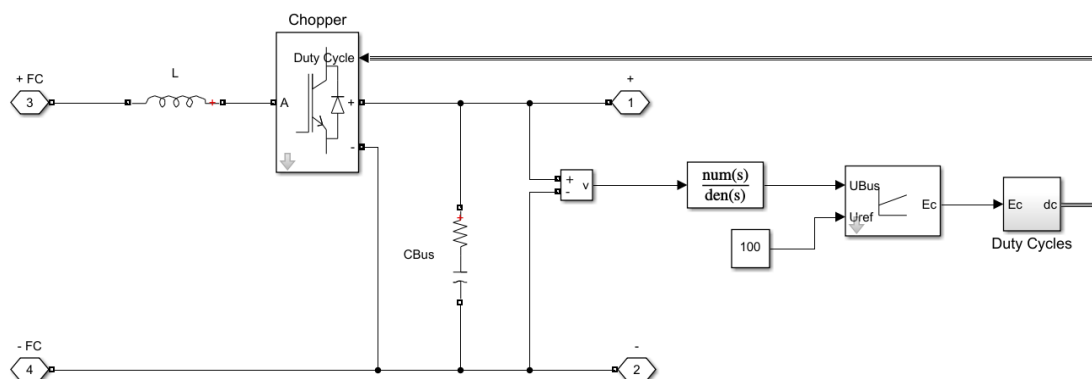 Chopper
Duty Cycle
+ FC
L
+
3
A
+
1
-
+
-
v
num(s)
den(s)
UBus
Uref
Ec
Ec
dc
Duty Cycles
100
CBus
- FC
-
4
2